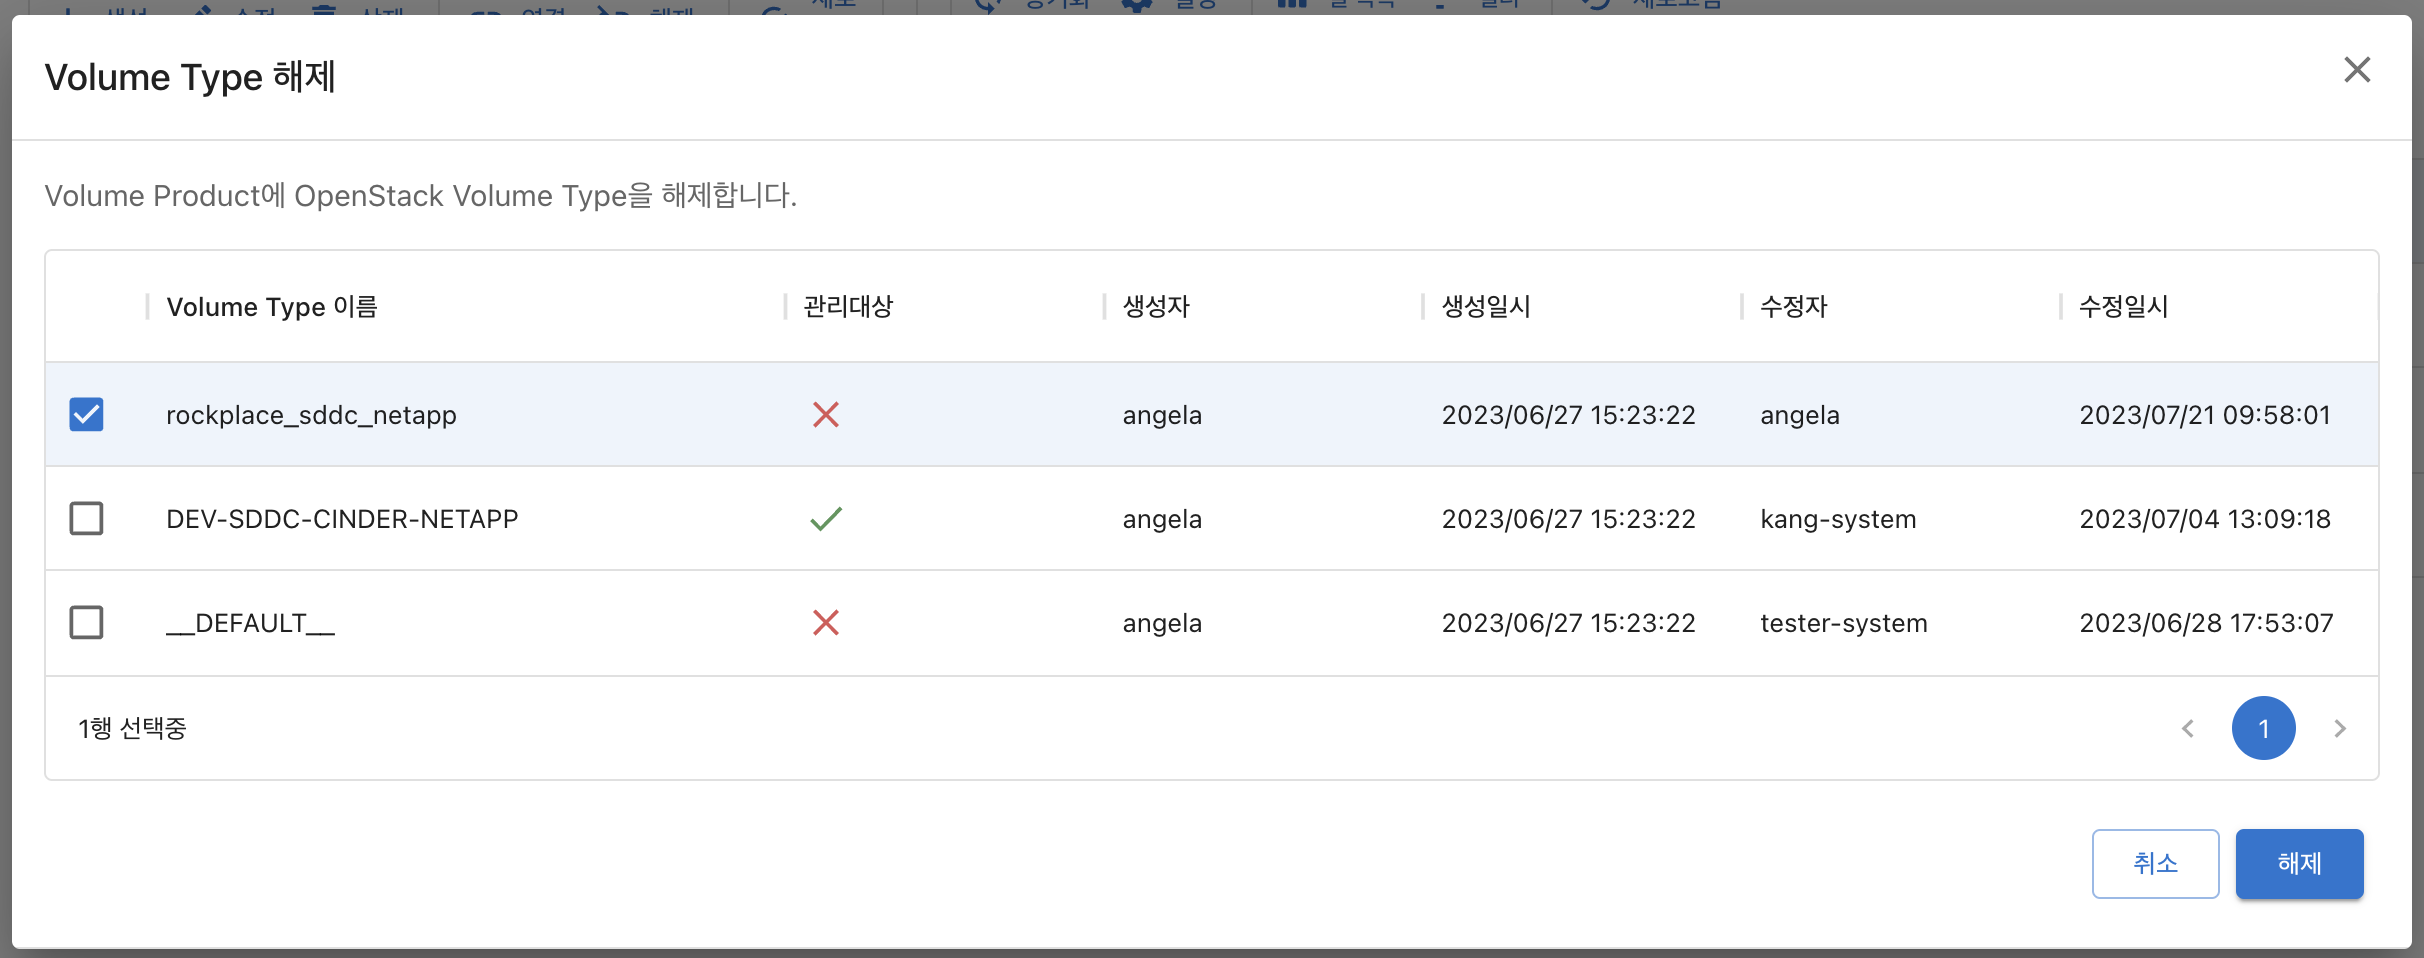 Volume Type 해제
Volume Product에 OpenStack Volume Type을 해제합니다.
Volume Type 이름 관리대상 생성자 생성일시 수정자 수정일시
rockplace_sddc_netapp angela 2023/06/27 15:23:22 angela 2023/07/21 09:58:01
DEV-SDDC-CINDER-NETAPP angela 2023/06/27 15:23:22 kang-system 2023/07/04 13:09:18
__DEFAULT__ angela 2023/06/27 15:23:22 tester-system 2023/06/28 17:53:07
1행 선택중 1
취소 해제